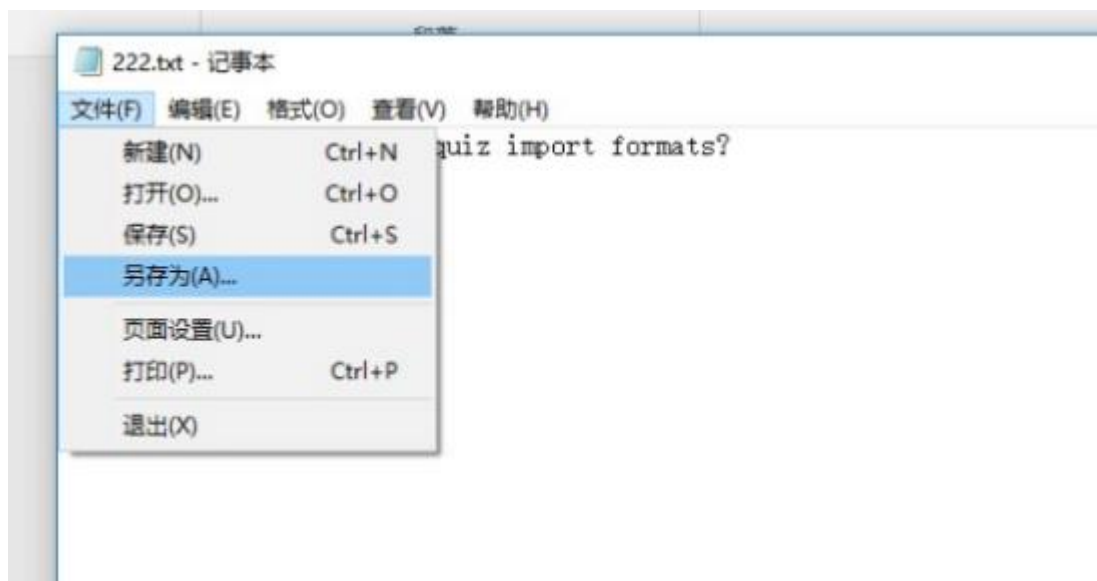 222.txt - 记事本
文件(F) 编辑(E) 格式(O) 查看(V) 帮助(H)
quiz import formats?
新建(N) Ctrl+N
打开(O)... Ctrl+O
保存(S) Ctrl+S
另存为(A)...
页面设置(U)...
打印(P)... Ctrl+P
退出(X)